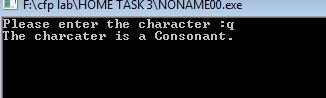 F:\cfp lab\HOME TASK 3\NONAME00.exe
Please enter the character :q
The charcater is a Consonant.